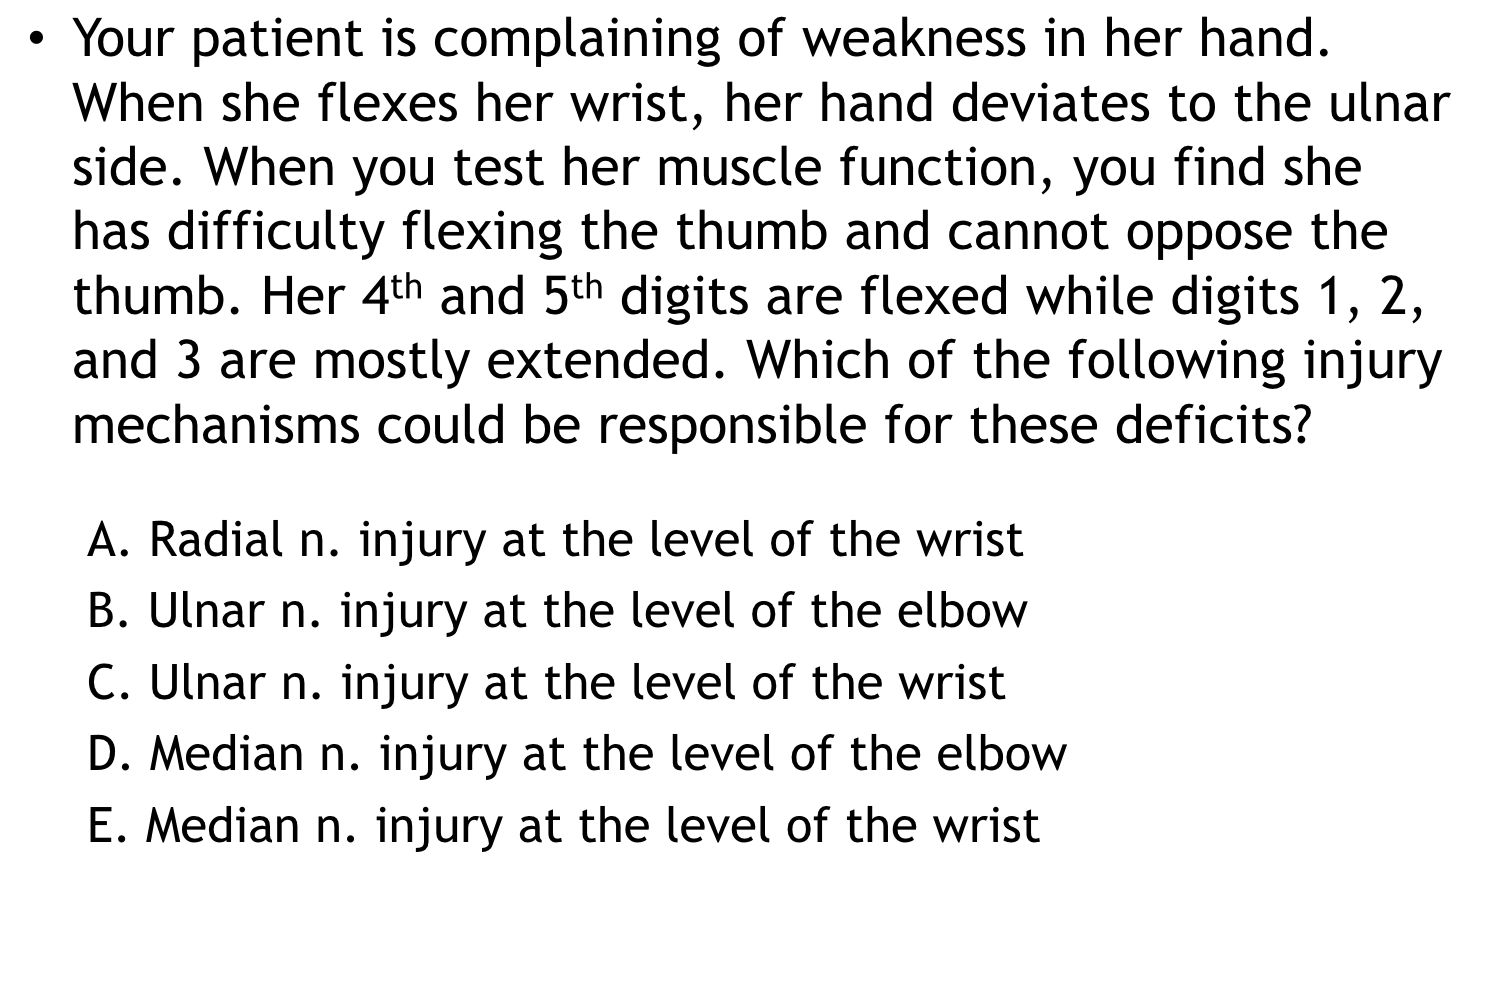 • Your patient is complaining of weakness in her hand.
When she flexes her wrist, her hand deviates to the ulnar
side. When you test her muscle function, you find she
has difficulty flexing the thumb and cannot oppose the
thumb. Her 4th and 5th digits are flexed while digits 1, 2,
and 3 are mostly extended. Which of the following injury
mechanisms could be responsible for these deficits?
A. Radial n. injury at the level of the wrist
B. Ulnar n. injury at the level of the elbow
C. Ulnar n. injury at the level of the wrist
D. Median n. injury at the level of the elbow
E. Median n. injury at the level of the wrist